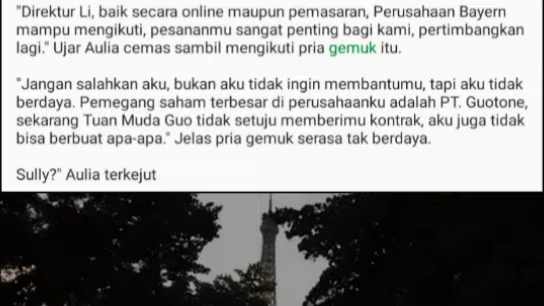 "Direktur Li, baik secara online maupun pemasaran, Perusahaan Bayern
mampu mengikuti, pesananmu sangat penting bagi kami, pertimbangkan
lagi." Ujar Aulia cemas sambil mengikuti pria gemuk itu.
"Jangan salahkan aku, bukan aku tidak ingin membantumu, tapi aku tidak
berdaya. Pemegang saham terbesar di perusahaanku adalah PT. Guotone,
sekarang Tuan Muda Guo tidak setuju memberimu kontrak, aku juga tidak
bisa berbuat apa-apa." Jelas pria gemuk serasa tak berdaya.
Sully?" Aulia terkejut